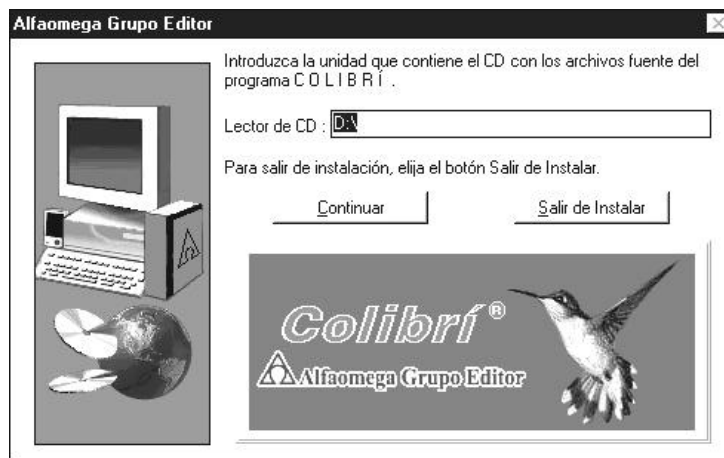 Alfaomega Grupo Editor
Introduzca la unidad que contiene el CD con los archivos fuente del
programa C O L I B R Í .
Lector de CD : D:\
Para salir de instalación, elija el botón Salir de Instalar.
Continuar
Salir de Instalar
Colibrí®
Alfaomega Grupo Editor